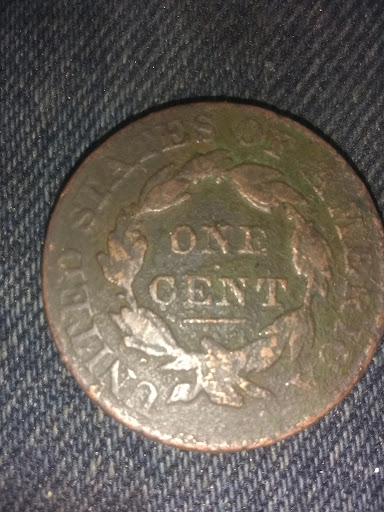 UNITED STATES OF AMERICA
ONE
CENT